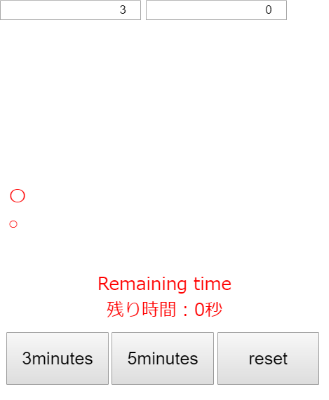 3 0
〇
○
Remaining time
残り時間：0秒
3minutes 5minutes reset